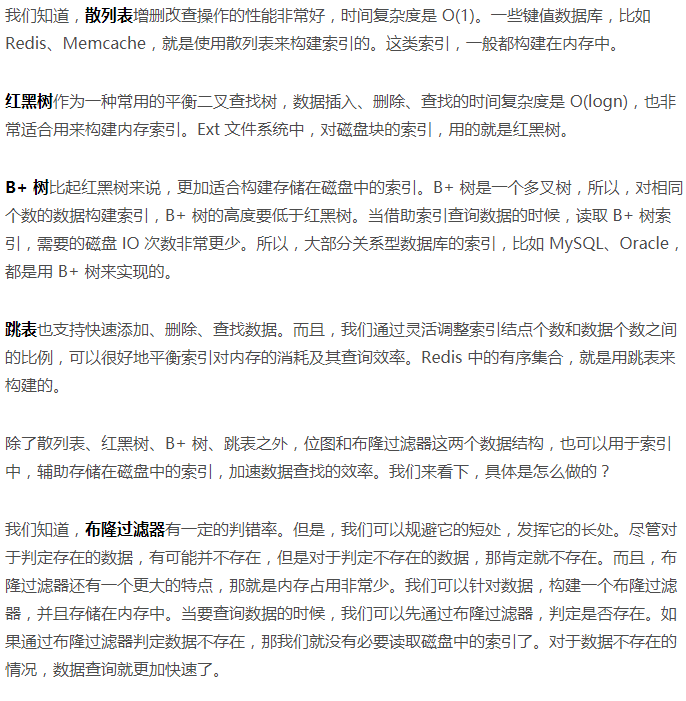 我们知道，散列表增删改查操作的性能非常好，时间复杂度是 O(1)。一些键值数据库，比如
Redis、Memcache，就是使用散列表来构建索引的。这类索引，一般都构建在内存中。
红黑树作为一种常用的平衡二叉查找树，数据插入、删除、查找的时间复杂度是 O(logn)，也非
常适合用来构建内存索引。Ext 文件系统中，对磁盘块的索引，用的就是红黑树。
B+ 树比起红黑树来说，更加适合构建存储在磁盘中的索引。B+ 树是一个多叉树，所以，对相同
个数的数据构建索引，B+ 树的高度要低于红黑树。当借助索引查询数据的时候，读取 B+ 树索
引，需要的磁盘 IO 次数非常更少。所以，大部分关系型数据库的索引，比如 MySQL、Oracle，
都是用 B+ 树来实现的。
跳表也支持快速添加、删除、查找数据。而且，我们通过灵活调整索引结点个数和数据个数之间
的比例，可以很好地平衡索引对内存的消耗及其查询效率。Redis 中的有序集合，就是用跳表来
构建的。
除了散列表、红黑树、B+ 树、跳表之外，位图和布隆过滤器这两个数据结构，也可以用于索引
中，辅助存储在磁盘中的索引，加速数据查找的效率。我们来看下，具体是怎么做的？
我们知道，布隆过滤器有一定的判错率。但是，我们可以规避它的短处，发挥它的长处。尽管对
于判定存在的数据，有可能并不存在，但是对于判定不存在的数据，那肯定就不存在。而且，布
隆过滤器还有一个更大的特点，那就是内存占用非常少。我们可以针对数据，构建一个布隆过滤
器，并且存储在内存中。当要查询数据的时候，我们可以先通过布隆过滤器，判定是否存在。如
果通过布隆过滤器判定数据不存在，那我们就没有必要读取磁盘中的索引了。对于数据不存在的
情况，数据查询就更加快速了。